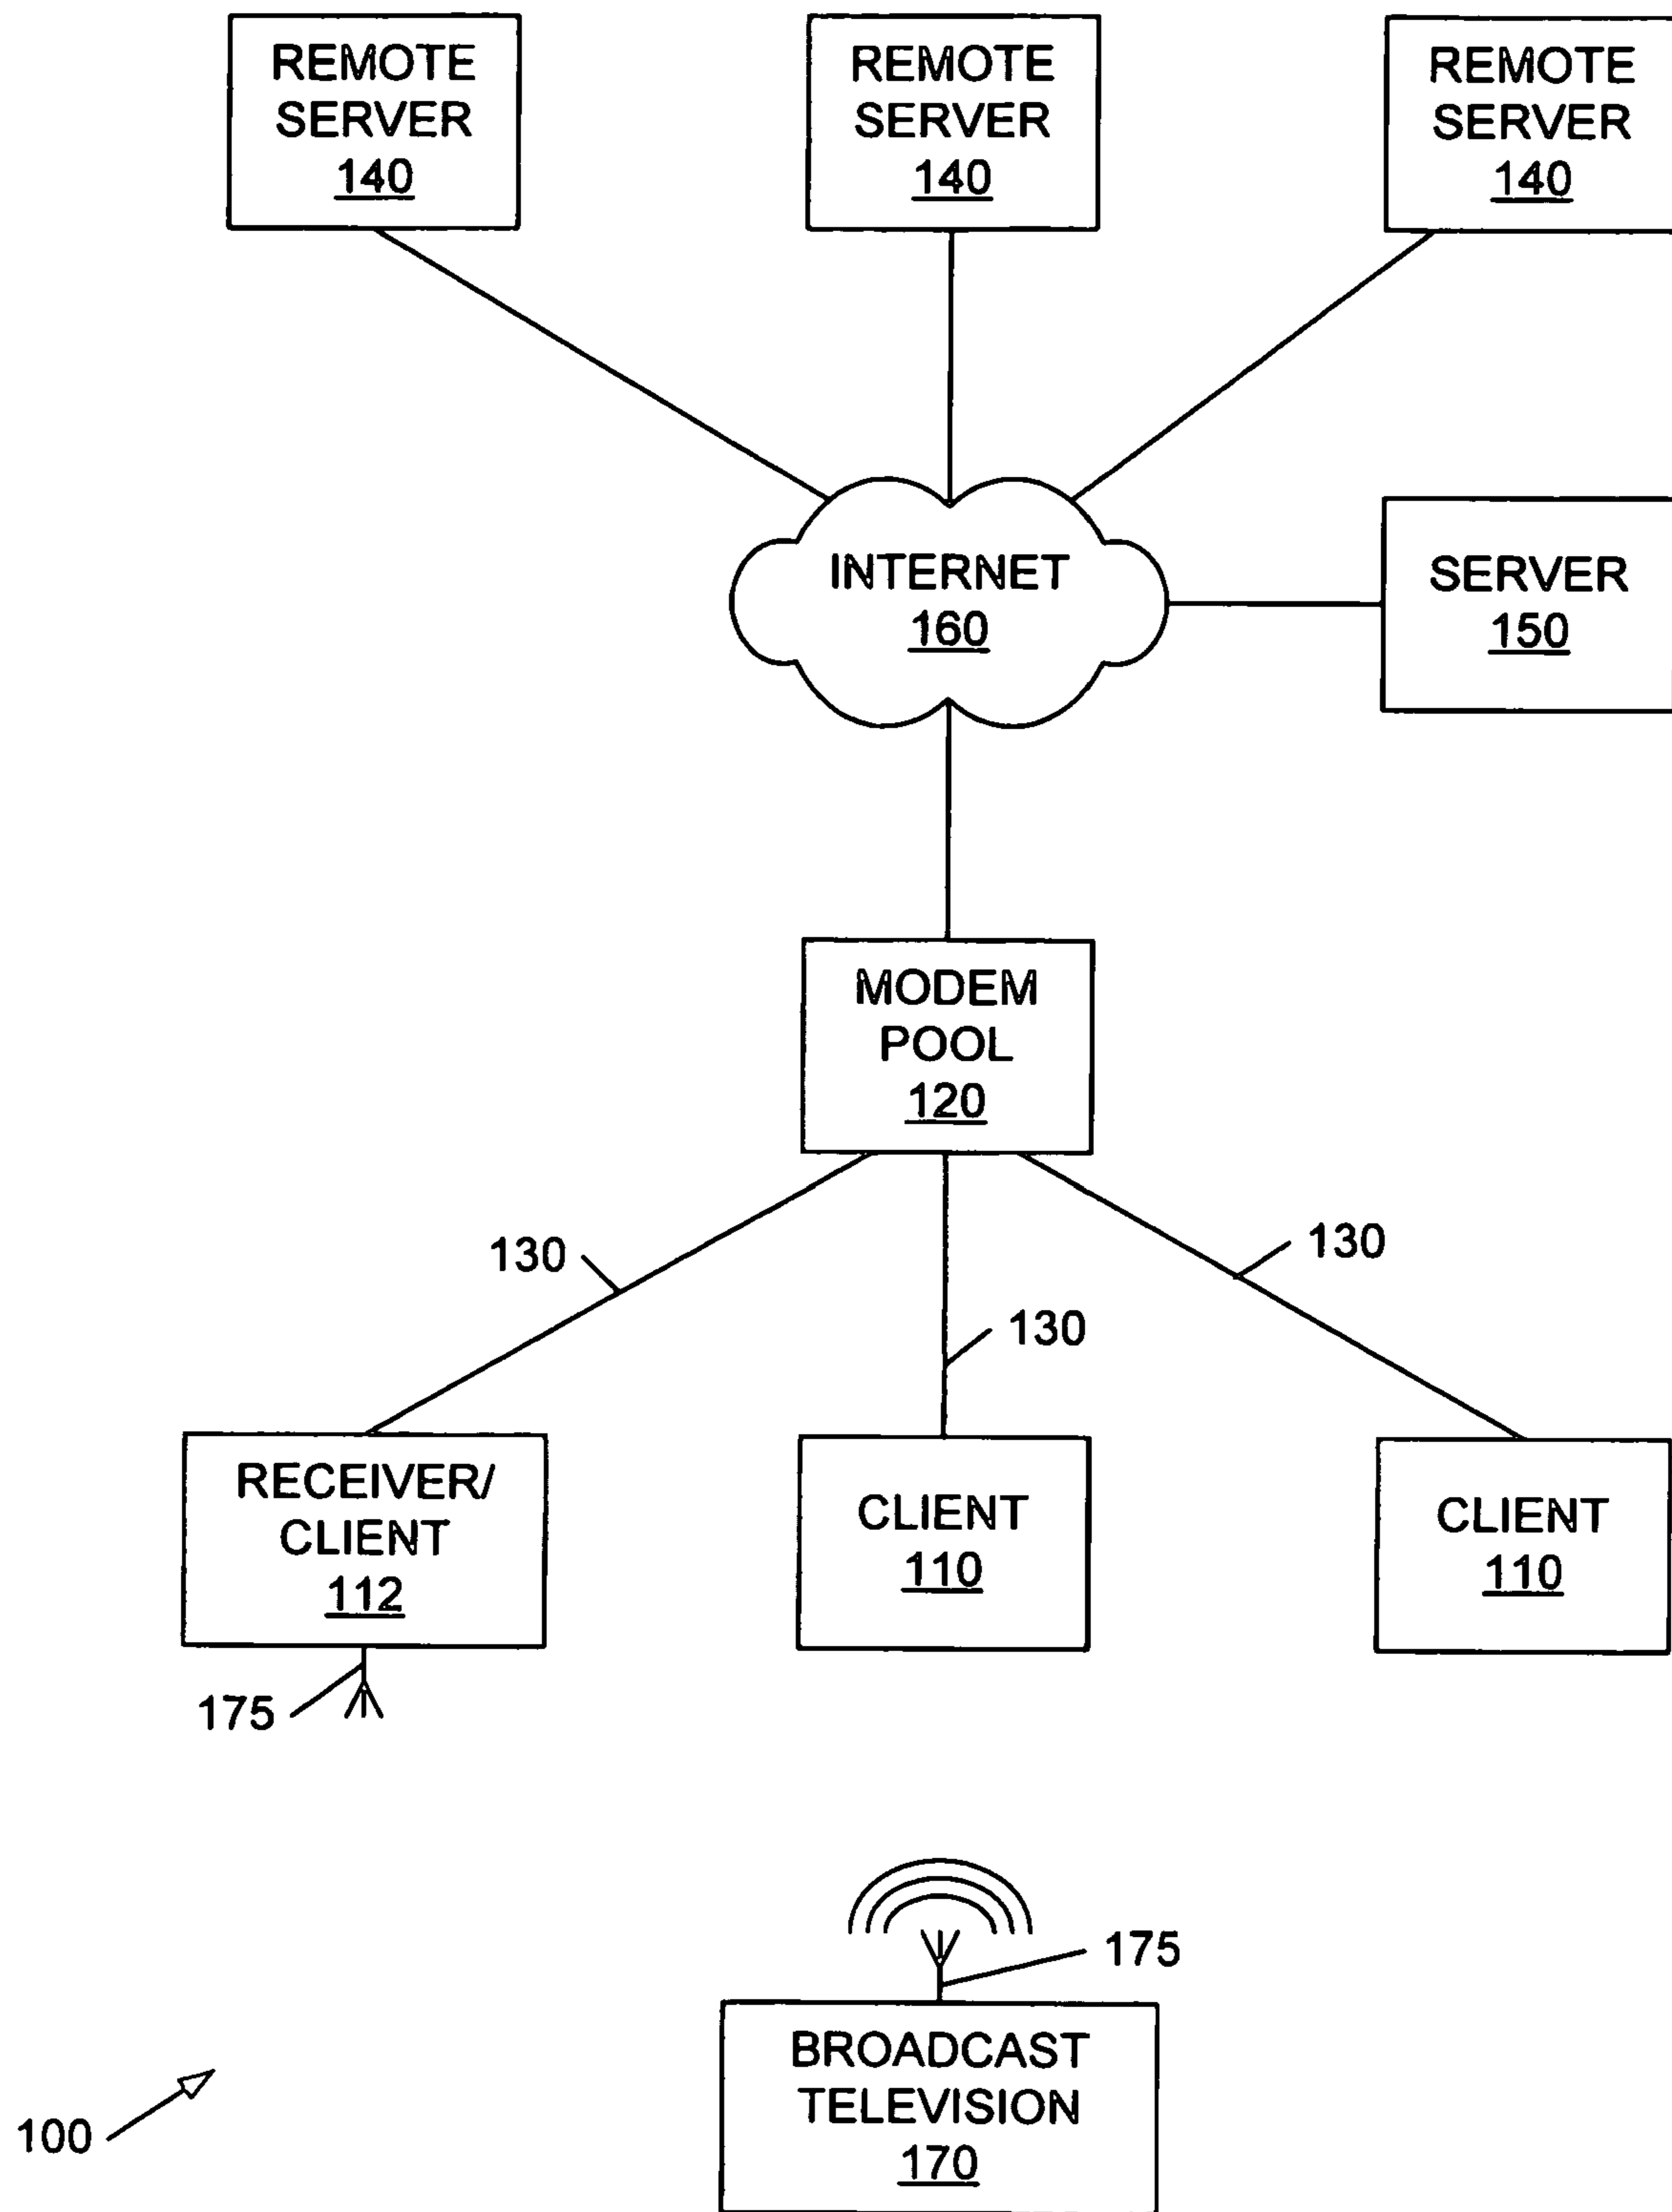 REMOTE
SERVER
140
REMOTE
SERVER
140
REMOTE
SERVER
140
INTERNET
160
SERVER
150
MODEM
POOL
120
130
130
130
RECEIVER/
CLIENT
112
CLIENT
110
CLIENT
110
175
175
BROADCAST
TELEVISION
170
100